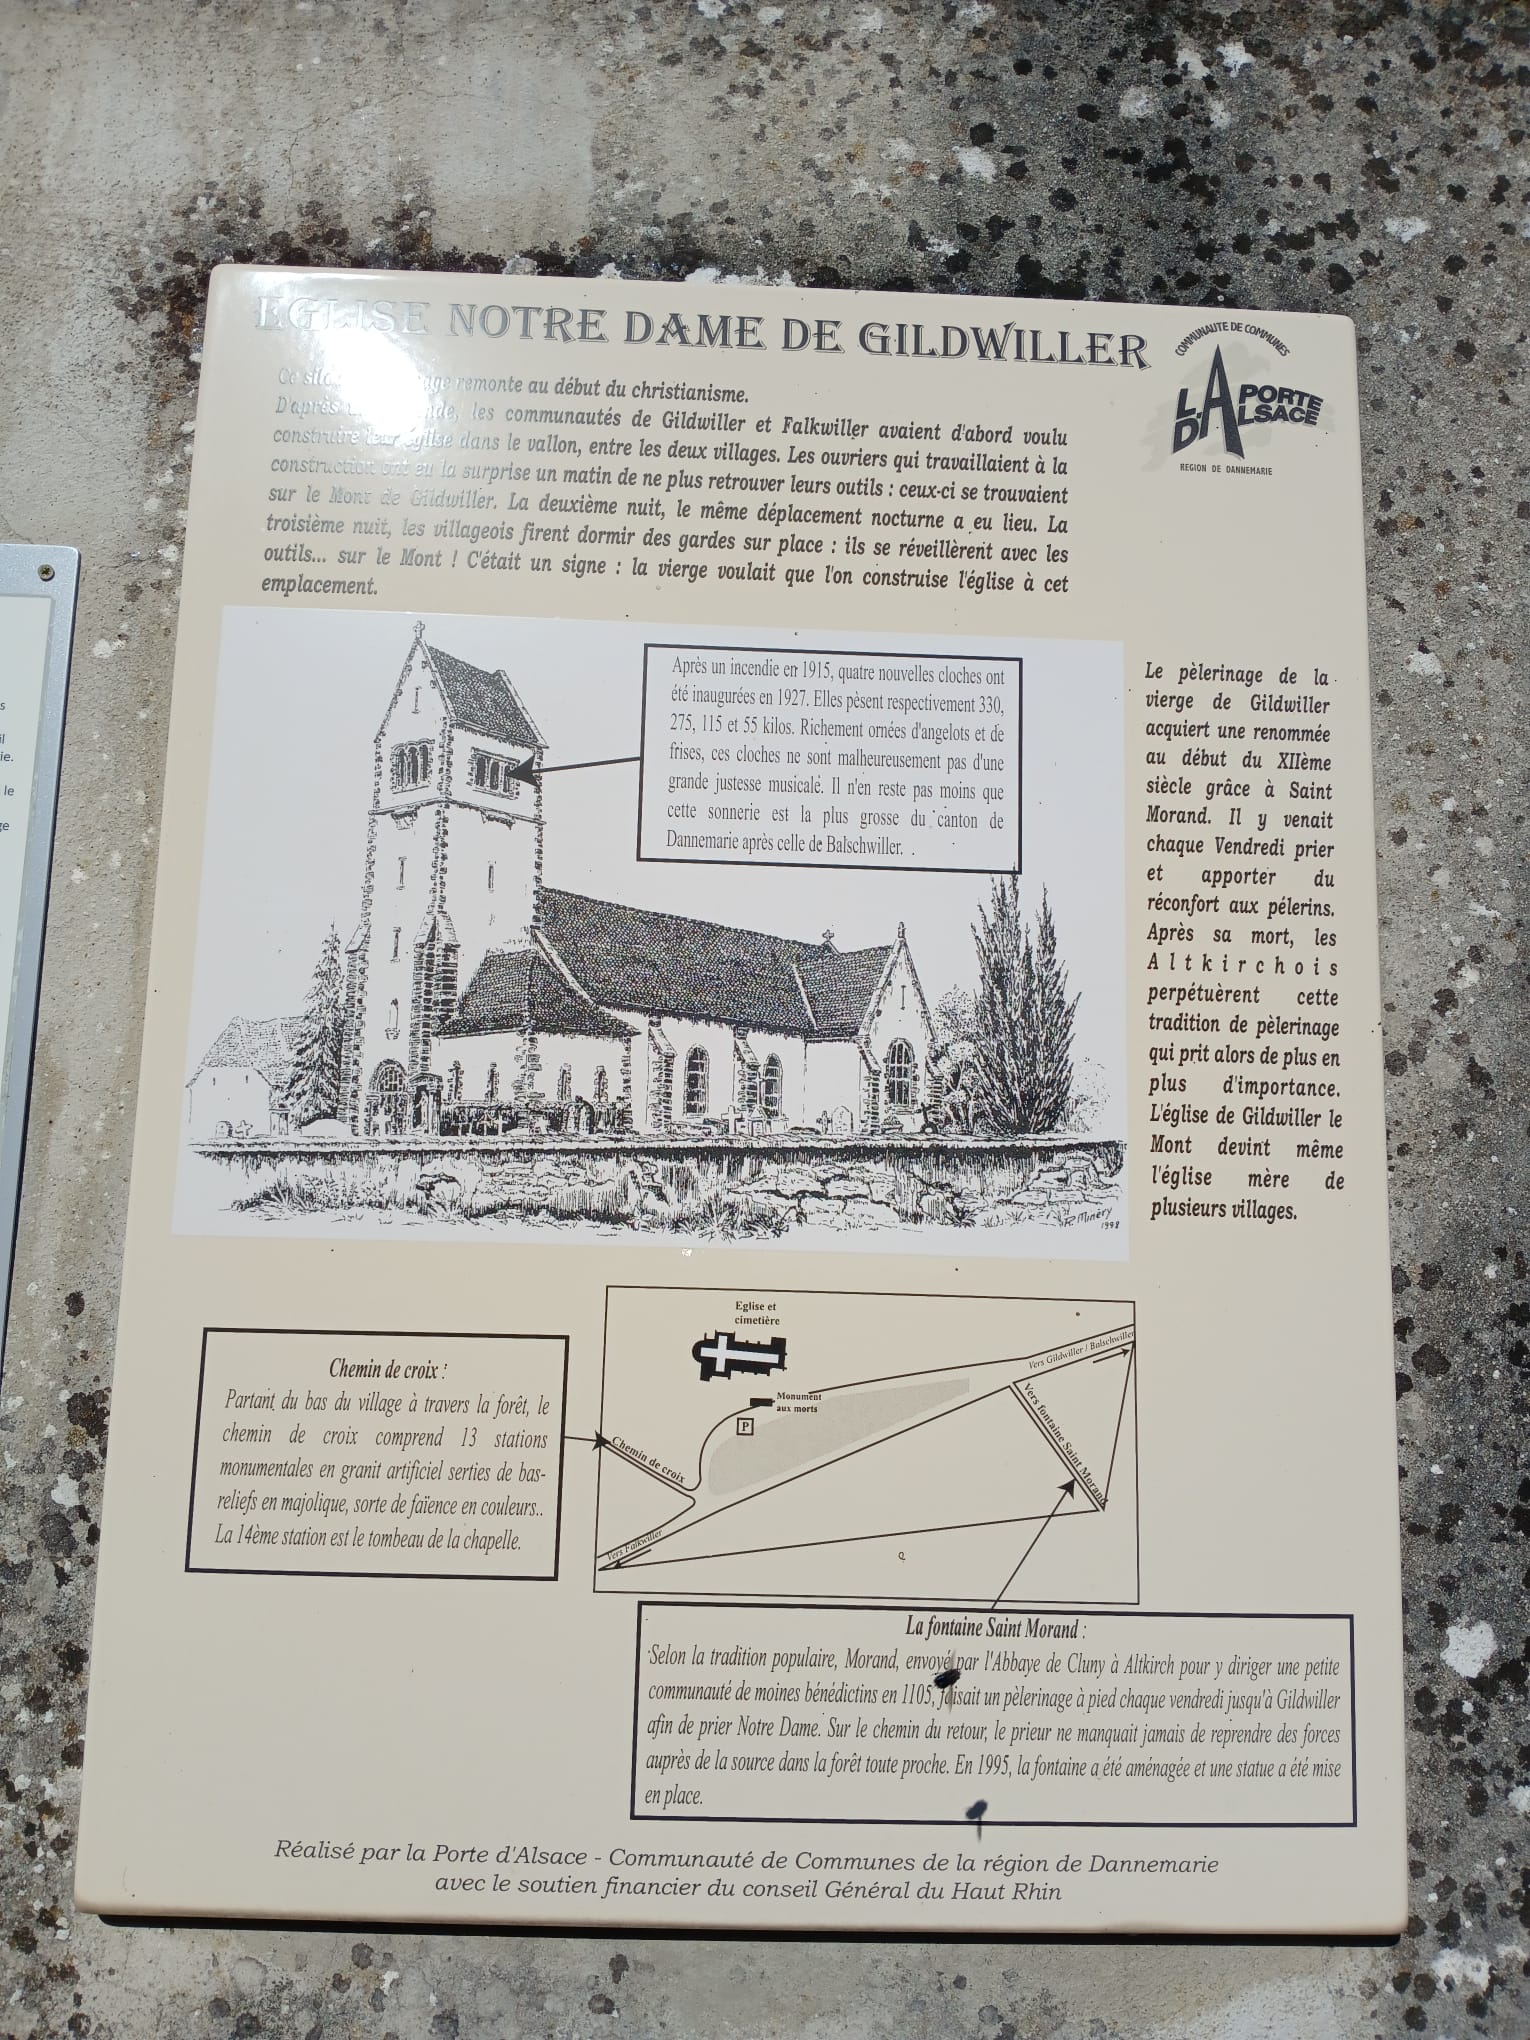 EGLISE NOTRE DAME DE GILDWILLER
COMMUNAUTE DE COMMUNES
LA PORTE
D'ALSACE
REGION DE DANNEMARIE
Ce remonte au début du christianisme.
D'après les communautés de Gildwiller et Falkwiller avaient d'abord voulu
construire leur église dans le vallon, entre les deux villages. Les ouvriers qui travaillaient à la
construction ont eu la surprise un matin de ne plus retrouver leurs outils : ceux-ci se trouvaient
sur le Mont de Gildwiller. La deuxième nuit, le même déplacement nocturne a eu lieu. La
troisième nuit, les villageois firent dormir des gardes sur place : ils se réveillèrent avec les
outils... sur le Mont ! C'était un signe : la vierge voulait que l'on construise l'église à cet
emplacement.
Après un incendie en 1915, quatre nouvelles cloches ont
été inaugurées en 1927. Elles pèsent respectivement 330,
275, 115 et 55 kilos. Richement ornées d'angelots et de
frises, ces cloches ne sont malheureusement pas d'une
grande justesse musicale. Il n'en reste pas moins que
cette sonnerie est la plus grosse du canton de
Dannemarie après celle de Balschwiller.
R. Minéry
1998
Le pèlerinage de la
vierge de Gildwiller
acquiert une renommée
au début du XIIème
siècle grâce à Saint
Morand. Il y venait
chaque Vendredi prier
et apporter du
réconfort aux pélerins.
Après sa mort, les
Altkirchois
perpétuèrent cette
tradition de pèlerinage
qui prit alors de plus en
plus d'importance.
L'église de Gildwiller le
Mont devint même
l'église mère de
plusieurs villages.
Chemin de croix :
Partant du bas du village à travers la forêt, le
chemin de croix comprend 13 stations
monumentales en granit artificiel serties de bas-
reliefs en majolique, sorte de faïence en couleurs..
La 14ème station est le tombeau de la chapelle.
Eglise et
cimetière
Monument
aux morts
P
Chemin de croix
Vers Falkwiller
Vers Gildwiller / Balschwiller
Vers fontaine Saint Morand
La fontaine Saint Morand :
Selon la tradition populaire, Morand, envoyé par l'Abbaye de Cluny à Altkirch pour y diriger une petite
communauté de moines bénédictins en 1105, faisait un pèlerinage à pied chaque vendredi jusqu'à Gildwiller
afin de prier Notre Dame. Sur le chemin du retour, le prieur ne manquait jamais de reprendre des forces
auprès de la source dans la forêt toute proche. En 1995, la fontaine a été aménagée et une statue a été mise
en place.
Réalisé par la Porte d'Alsace - Communauté de Communes de la région de Dannemarie
avec le soutien financier du conseil Général du Haut Rhin